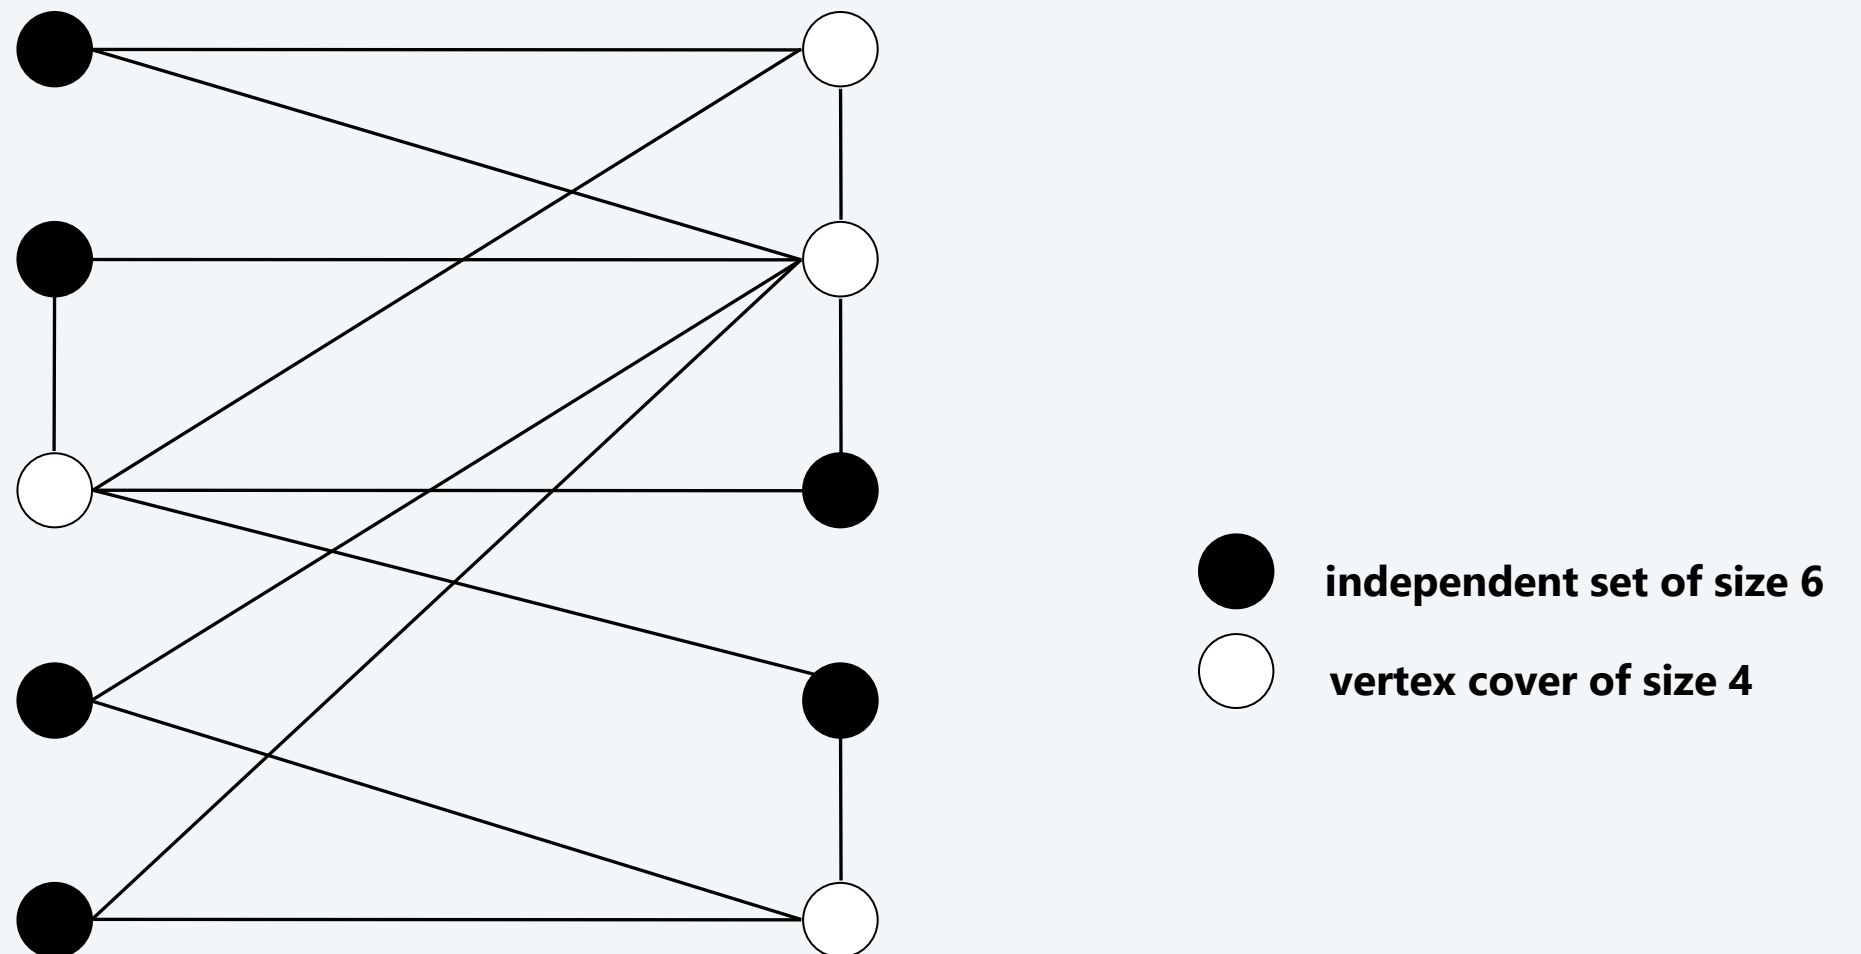 independent set of size 6
vertex cover of size 4